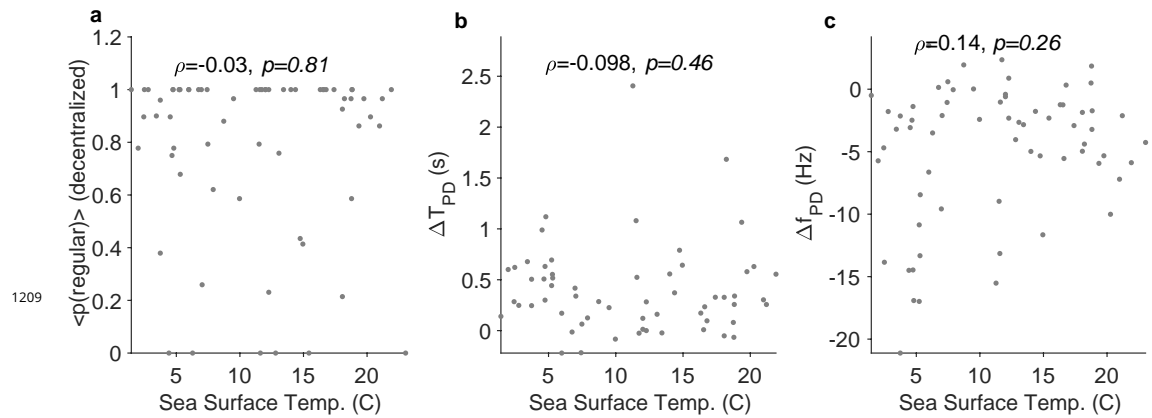 a
<p(regular)> (decentralized)
1.2
1
0.8
0.6
0.4
0.2
0
ρ=-0.03, p=0.81
5 10 15 20
Sea Surface Temp. (C)
b
ΔT_PD (s)
2.5
2
1.5
1
0.5
0
ρ=-0.098, p=0.46
5 10 15 20
Sea Surface Temp. (C)
c
Δf_PD (Hz)
0
-5
-10
-15
-20
ρ=0.14, p=0.26
5 10 15 20
Sea Surface Temp. (C)
1209